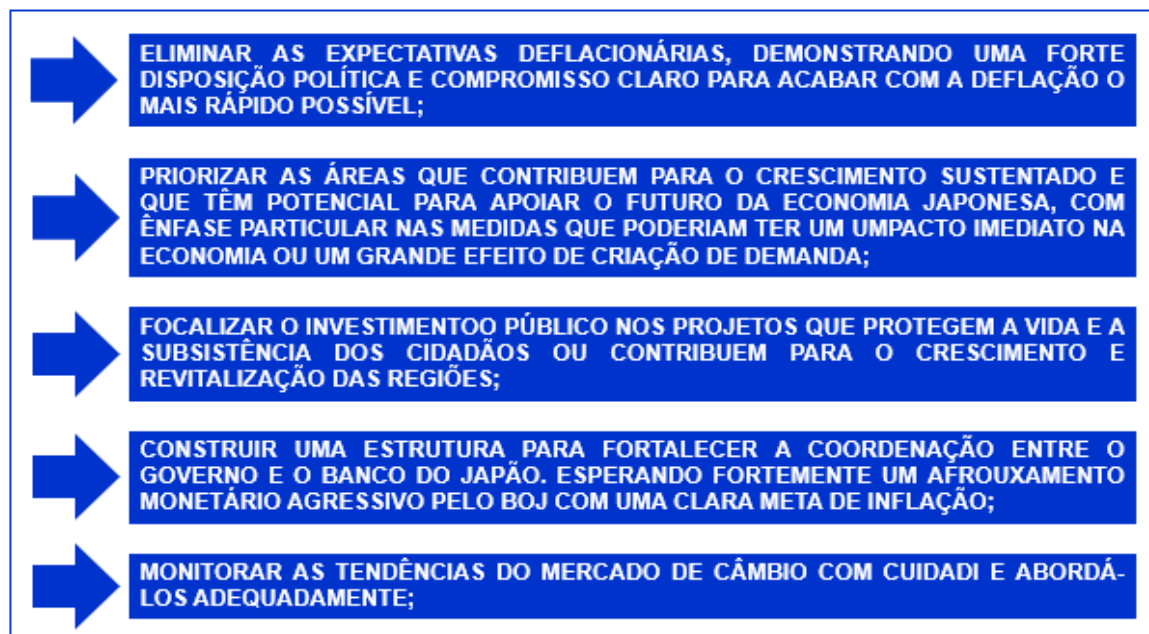 ELIMINAR AS EXPECTATIVAS DEFLACIONÁRIAS, DEMONSTRANDO UMA FORTE
DISPOSIÇÃO POLÍTICA E COMPROMISSO CLARO PARA ACABAR COM A DEFLAÇÃO O
MAIS RÁPIDO POSSÍVEL;
PRIORIZAR AS ÁREAS QUE CONTRIBUEM PARA O CRESCIMENTO SUSTENTADO E
QUE TÊM POTENCIAL PARA APOIAR O FUTURO DA ECONOMIA JAPONESA, COM
ÊNFASE PARTICULAR NAS MEDIDAS QUE PODERIAM TER UM UMPACTO IMEDIATO NA
ECONOMIA OU UM GRANDE EFEITO DE CRIAÇÃO DE DEMANDA;
FOCALIZAR O INVESTIMENTOO PÚBLICO NOS PROJETOS QUE PROTEGEM A VIDA E A
SUBSISTÊNCIA DOS CIDADÃOS OU CONTRIBUEM PARA O CRESCIMENTO E
REVITALIZAÇÃO DAS REGIÕES;
CONSTRUIR UMA ESTRUTURA PARA FORTALECER A COORDENAÇÃO ENTRE O
GOVERNO E O BANCO DO JAPÃO. ESPERANDO FORTEMENTE UM AFROUXAMENTO
MONETÁRIO AGRESSIVO PELO BOJ COM UMA CLARA META DE INFLAÇÃO;
MONITORAR AS TENDÊNCIAS DO MERCADO DE CÂMBIO COM CUIDADI E ABORDÁ-
LOS ADEQUADAMENTE;